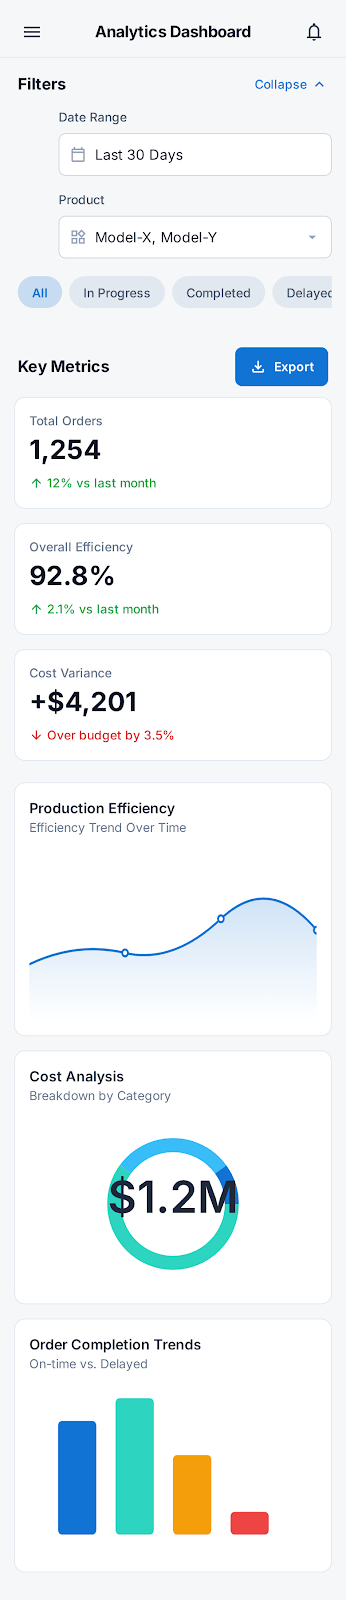 Analytics Dashboard
Filters
Collapse
Date Range
Last 30 Days
Product
Model-X, Model-Y
All
In Progress
Completed
Delayed
Key Metrics
Export
Total Orders
1,254
↑ 12% vs last month
Overall Efficiency
92.8%
↑ 2.1% vs last month
Cost Variance
+$4,201
↓ Over budget by 3.5%
Production Efficiency
Efficiency Trend Over Time
Cost Analysis
Breakdown by Category
$1.2M
Order Completion Trends
On-time vs. Delayed